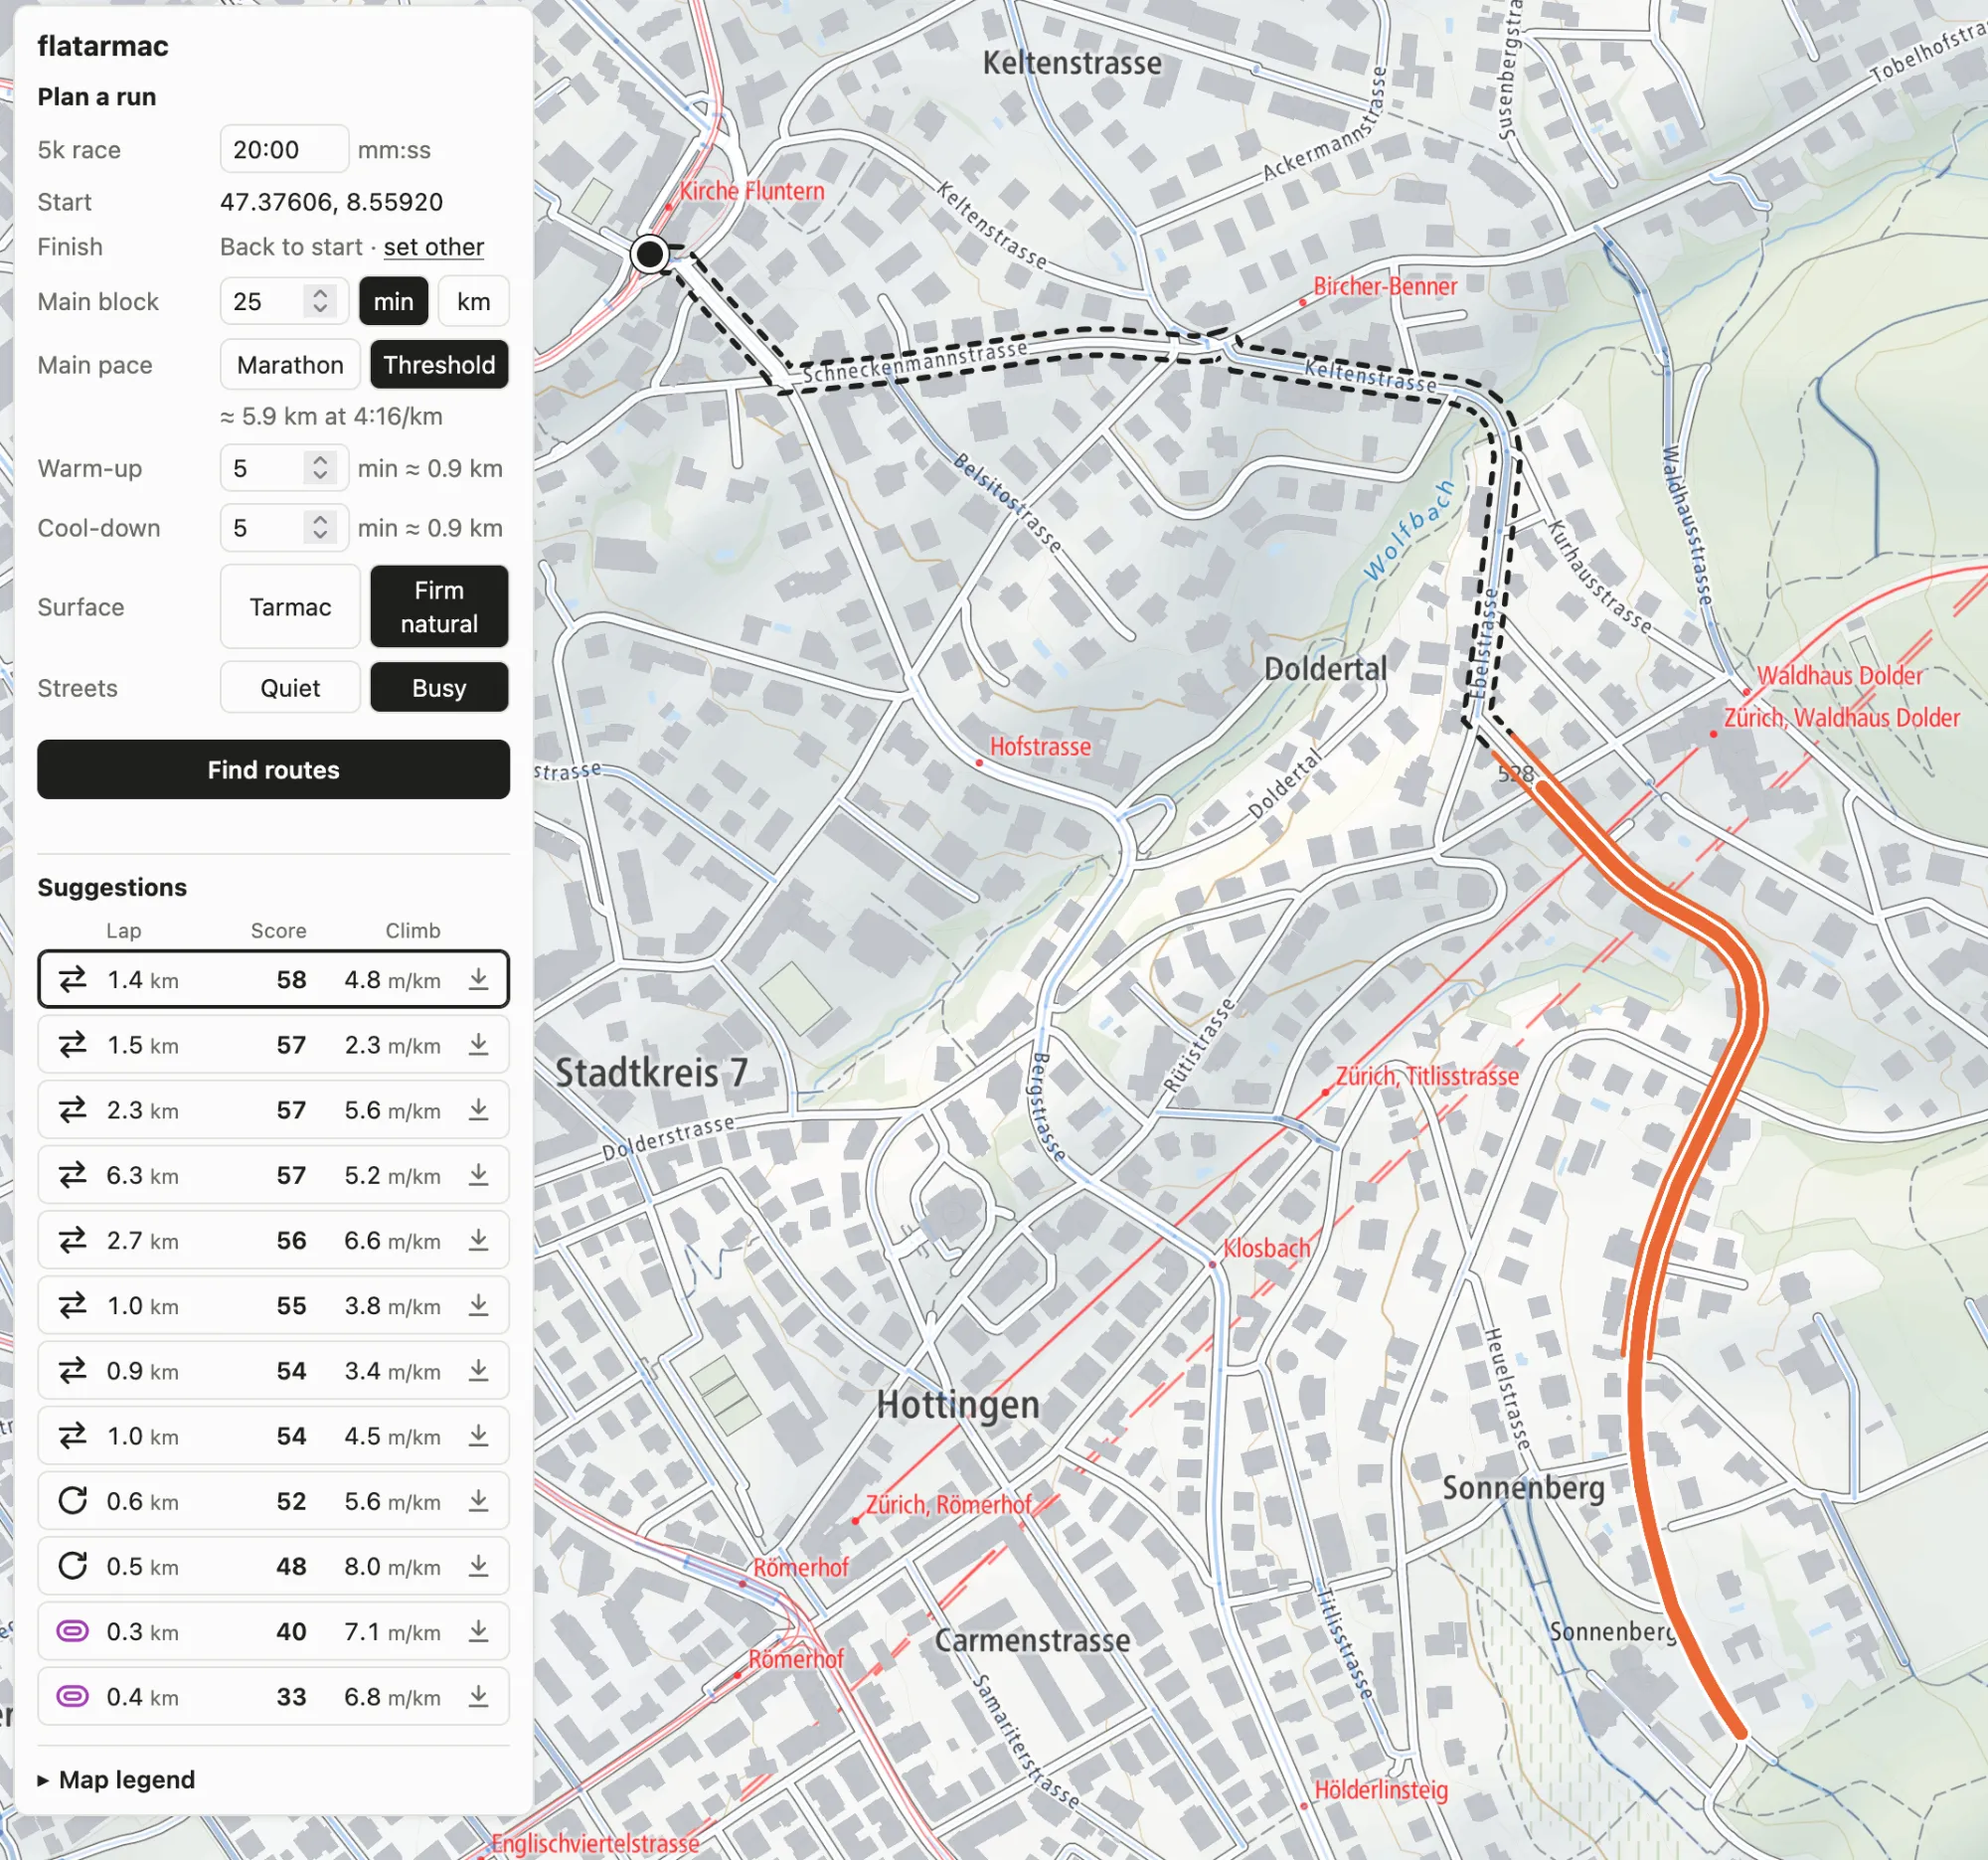 flatarmac
Plan a run
5k race 20:00 mm:ss
Start 47.37606, 8.55920
Finish Back to start · set other
Main block 25 min km
Main pace Marathon Threshold
≈ 5.9 km at 4:16/km
Warm-up 5 min ≈ 0.9 km
Cool-down 5 min ≈ 0.9 km
Surface Tarmac Firm natural
Streets Quiet Busy
Find routes
Suggestions
Lap Score Climb
1.4 km 58 4.8 m/km
1.5 km 57 2.3 m/km
2.3 km 57 5.6 m/km
6.3 km 57 5.2 m/km
2.7 km 56 6.6 m/km
1.0 km 55 3.8 m/km
0.9 km 54 3.4 m/km
1.0 km 54 4.5 m/km
0.6 km 52 5.6 m/km
0.5 km 48 8.0 m/km
0.3 km 40 7.1 m/km
0.4 km 33 6.8 m/km
Map legend
Keltenstrasse
Ackermannstrasse
Kirche Fluntern
Keltenstrasse
Bircher-Benner
Schneckenmannstrasse
Keltenstrasse
Belsitostrasse
Wolfbach
Kurhausstrasse
Waldhausstrasse
Ebelstrasse
Doldertal
Waldhaus Dolder
Zürich, Waldhaus Dolder
Hofstrasse
528
Doldertal
strasse
Stadtkreis 7
Rütistrasse
Zürich, Titlisstrasse
Bergstrasse
Dolderstrasse
Klosbach
Heuelstrasse
Hottingen
Sonnenberg
Zürich, Römerhof
Römerhof
Sonnenberg
Carmenstrasse
Römerhof
Titlisstrasse
Samariterstrasse
Hölderlinsteig
Englischviertelstrasse